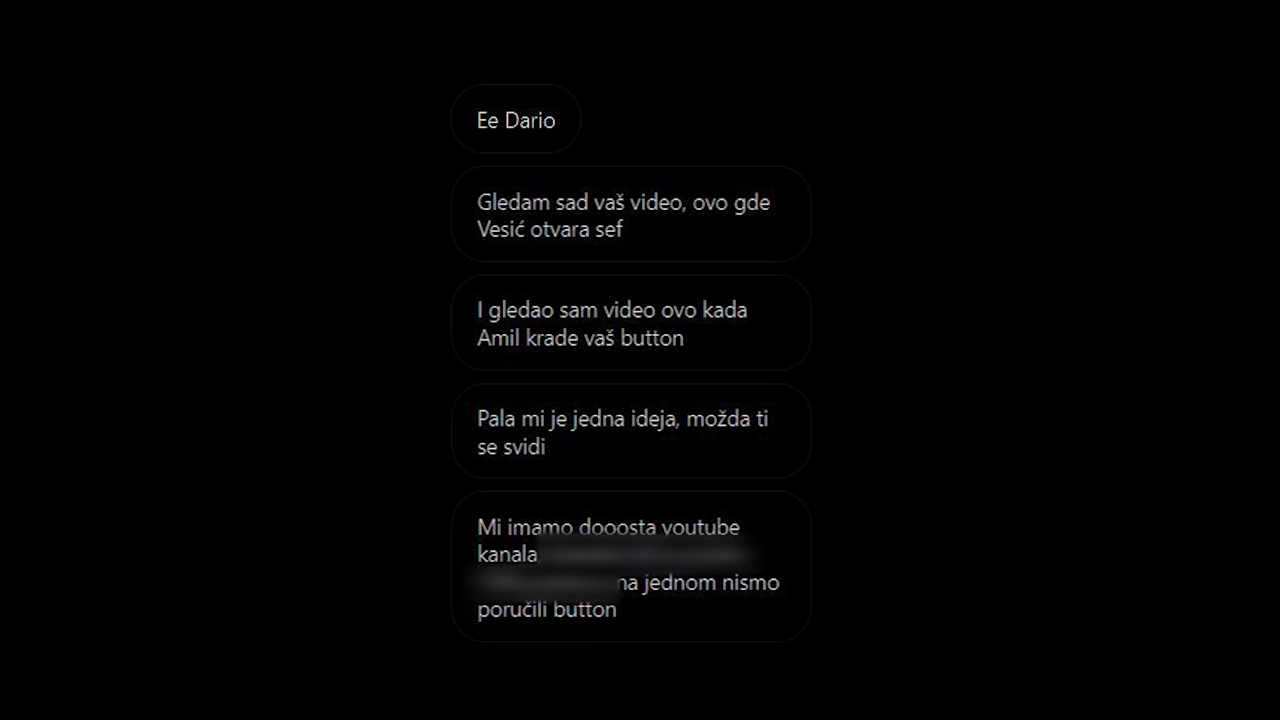 Ee Dario
Gledam sad vaš video, ovo gde
Vesić otvara sef
I gledao sam video ovo kada
Amil krade vaš button
Pala mi je jedna ideja, možda ti
se svidi
Mi imamo dooosta youtube
kanala
na jednom nismo
poručili button